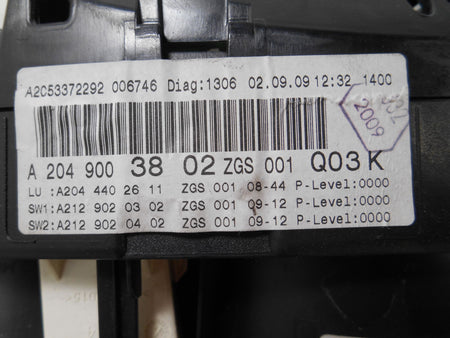 A2C53372292 006746 Diag:1306 02.09.09 12:32 1400
2009
A 204 900 38 02 ZGS 001 Q03 K
LU :A204 440 26 11 ZGS 001 08-44 P-Level:0000
SW1:A212 902 03 02 ZGS 001 09-12 P-Level:0000
SW2:A212 902 04 02 ZGS 001 09-12 P-Level:0000